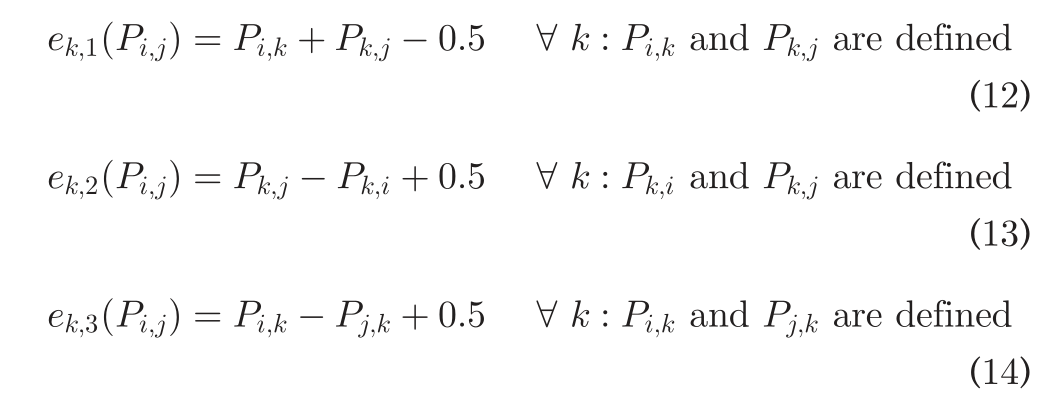 e_{k,1}(P_{i,j}) = P_{i,k} + P_{k,j} − 0.5 ∀ k : P_{i,k} and P_{k,j} are defined
(12)
e_{k,2}(P_{i,j}) = P_{k,j} − P_{k,i} + 0.5 ∀ k : P_{k,i} and P_{k,j} are defined
(13)
e_{k,3}(P_{i,j}) = P_{i,k} − P_{j,k} + 0.5 ∀ k : P_{i,k} and P_{j,k} are defined
(14)